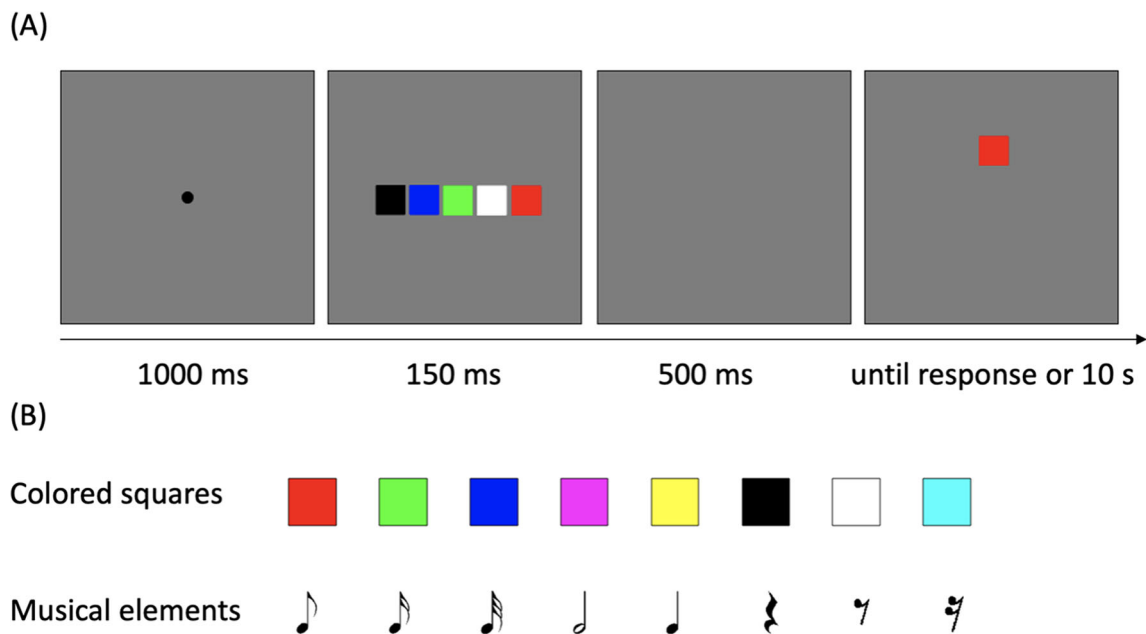 (A)
1000 ms
150 ms
500 ms
until response or 10 s
(B)
Colored squares
Musical elements